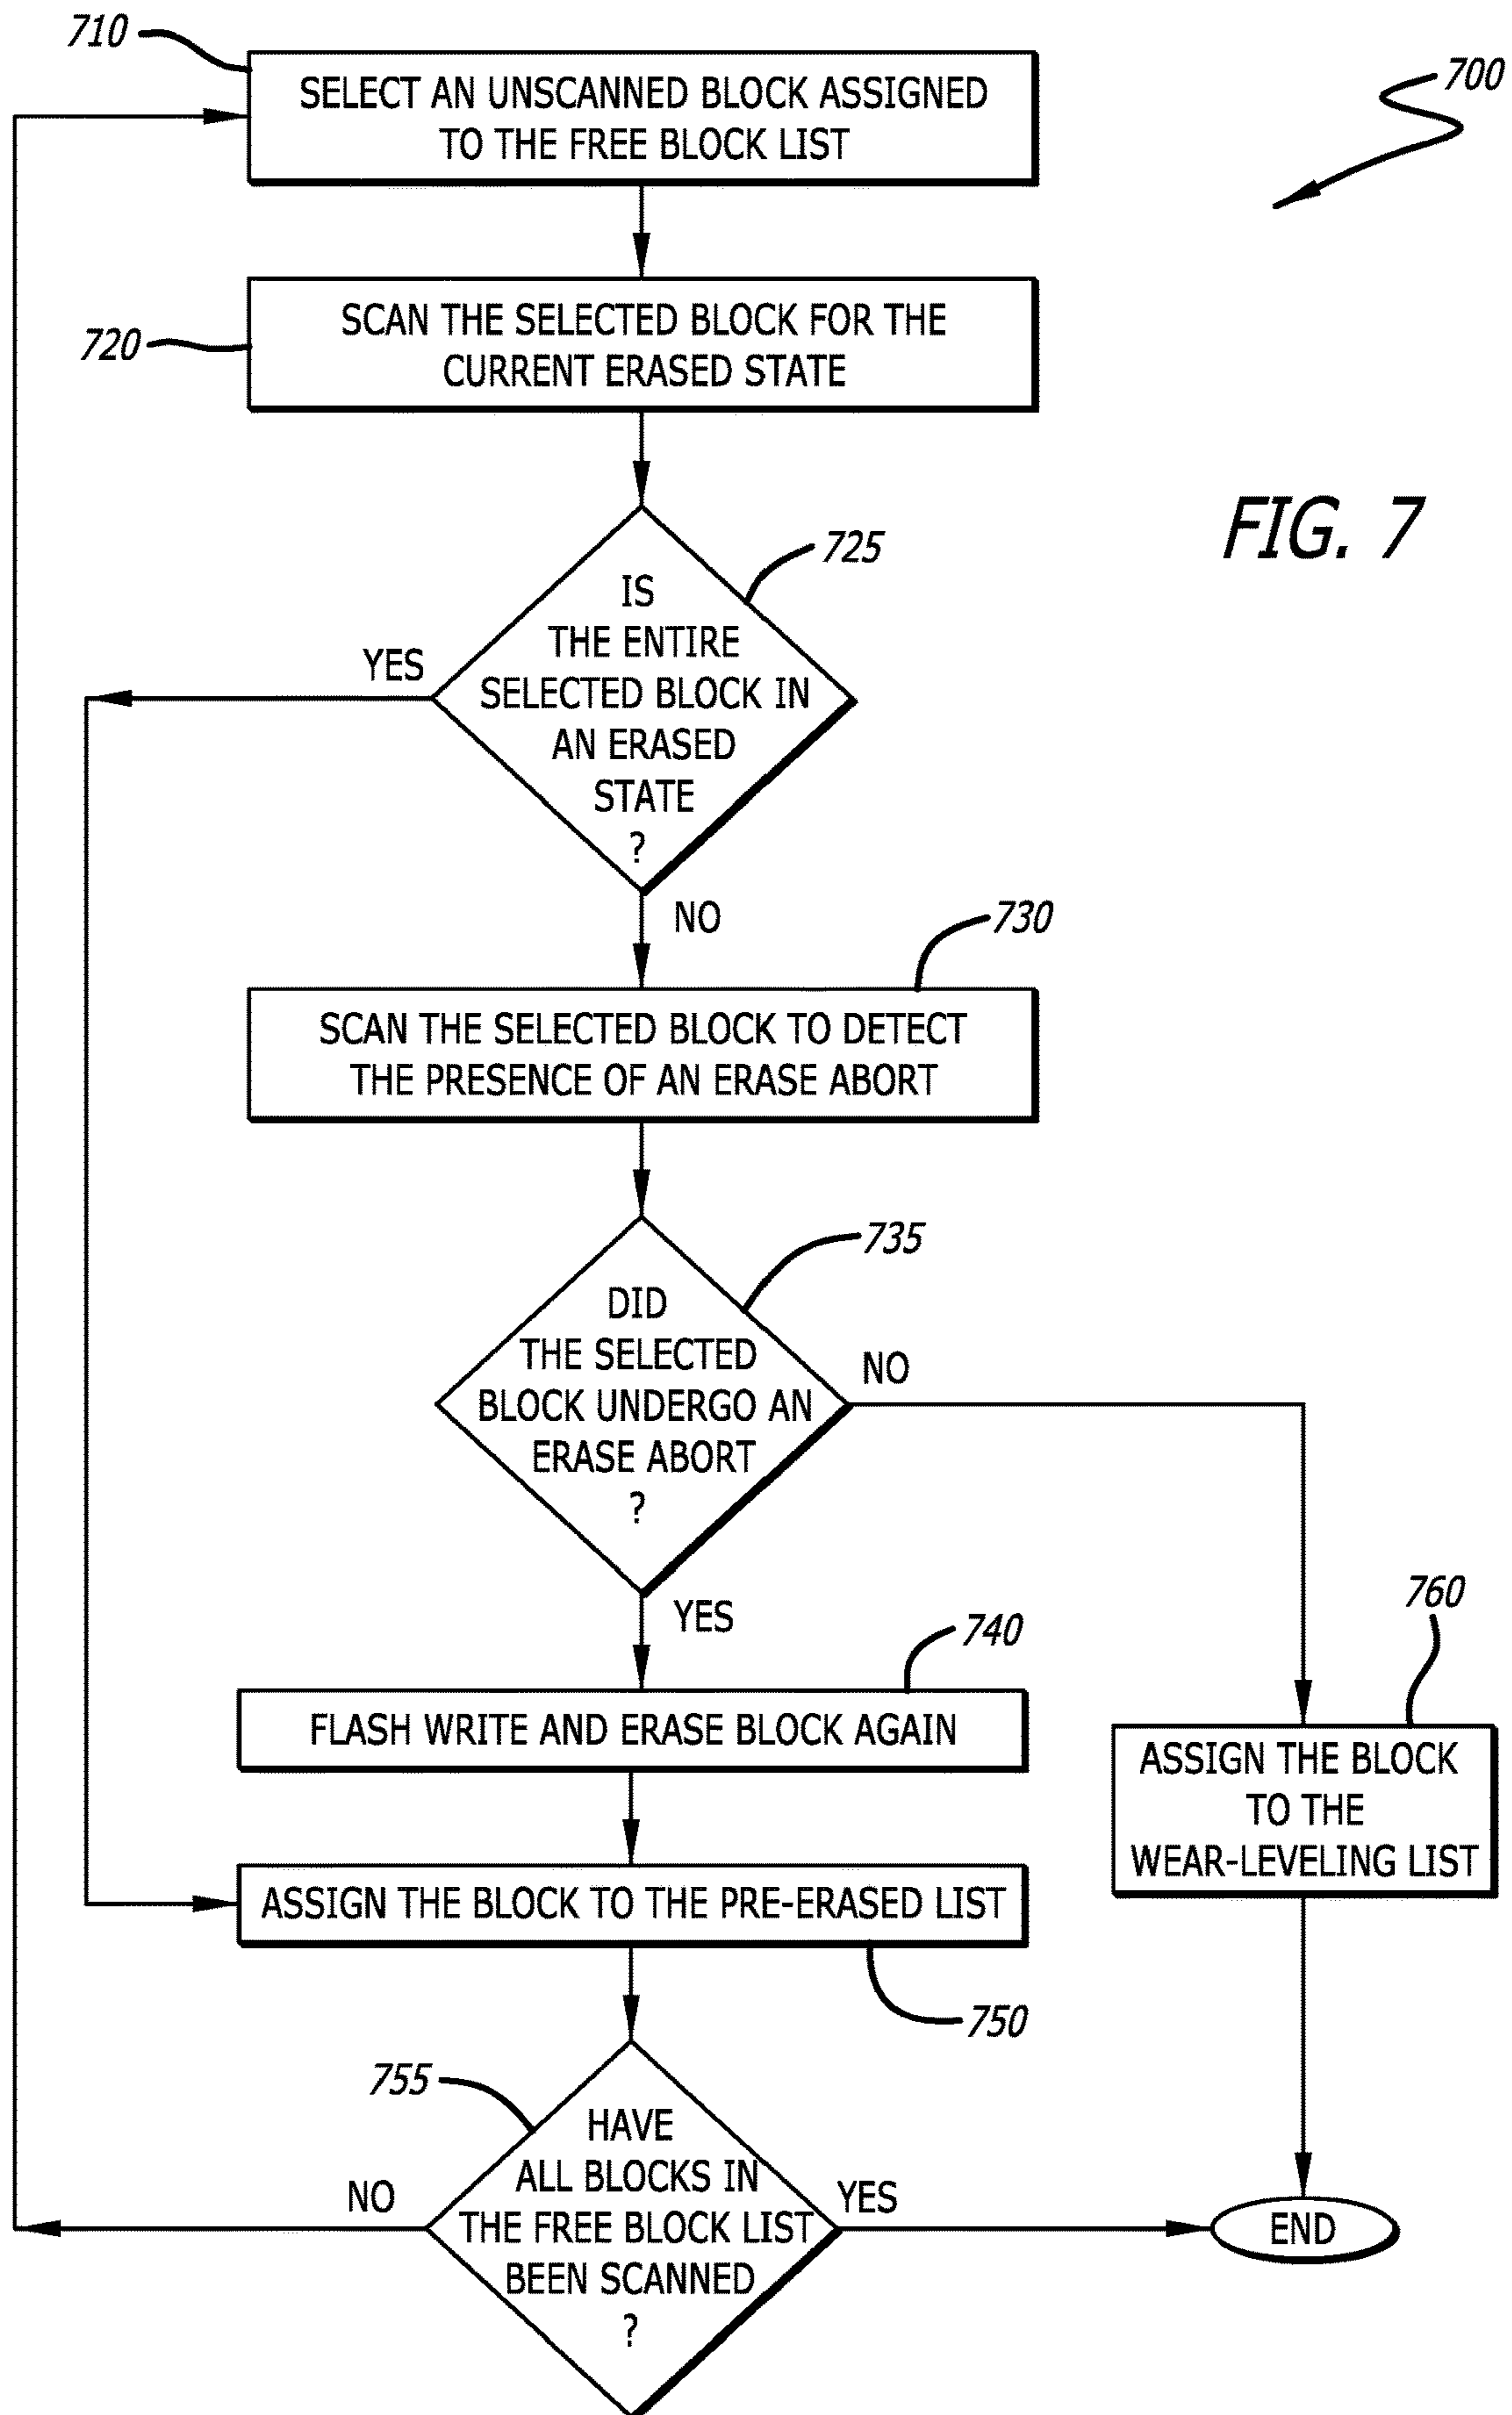 710
SELECT AN UNSCANNED BLOCK ASSIGNED
TO THE FREE BLOCK LIST
700
720
SCAN THE SELECTED BLOCK FOR THE
CURRENT ERASED STATE
FIG. 7
725
IS
THE ENTIRE
SELECTED BLOCK IN
AN ERASED
STATE
?
YES
NO
730
SCAN THE SELECTED BLOCK TO DETECT
THE PRESENCE OF AN ERASE ABORT
735
DID
THE SELECTED
BLOCK UNDERGO AN
ERASE ABORT
?
NO
YES
740
760
FLASH WRITE AND ERASE BLOCK AGAIN
ASSIGN THE BLOCK
TO THE
WEAR-LEVELING LIST
ASSIGN THE BLOCK TO THE PRE-ERASED LIST
750
755
HAVE
ALL BLOCKS IN
THE FREE BLOCK LIST
BEEN SCANNED
?
NO
YES
END